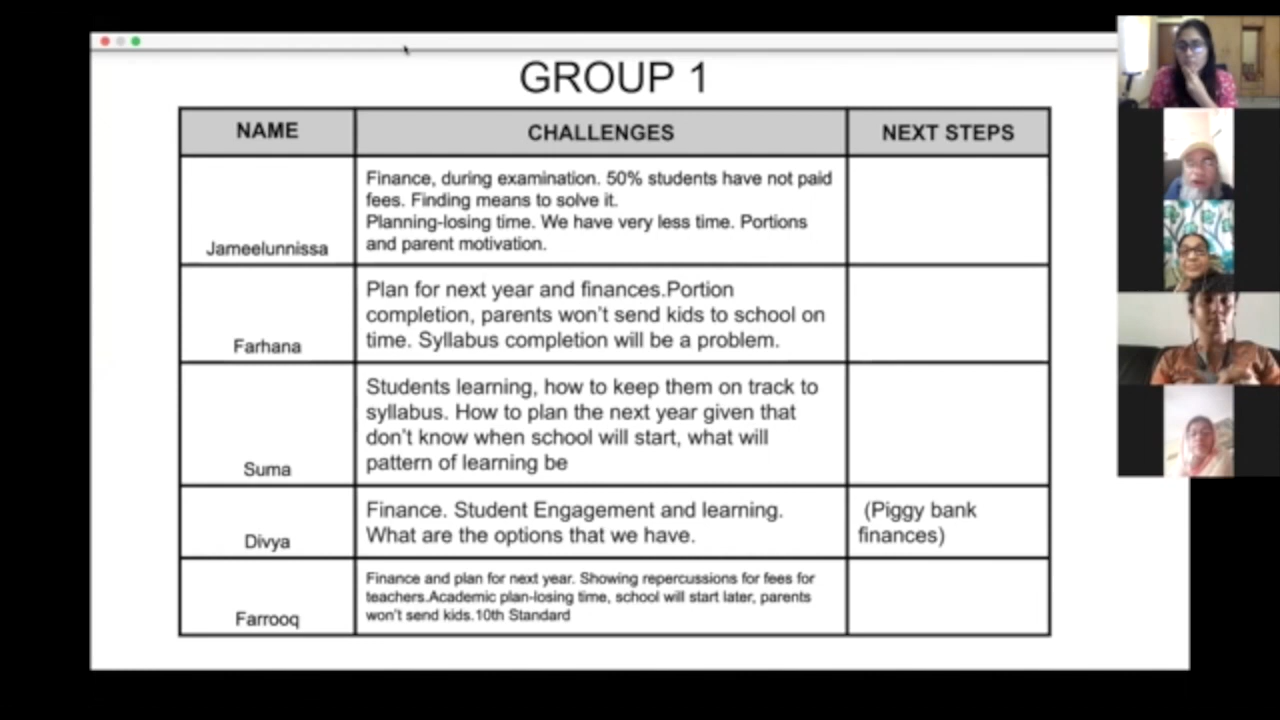 GROUP 1
NAME CHALLENGES NEXT STEPS
Finance, during examination. 50% students have not paid
fees. Finding means to solve it.
Planning-losing time. We have very less time. Portions
and parent motivation.
Jameelunnissa
Plan for next year and finances.Portion
completion, parents won't send kids to school on
time. Syllabus completion will be a problem.
Farhana
Students learning, how to keep them on track to
syllabus. How to plan the next year given that
don't know when school will start, what will
pattern of learning be
Suma
Finance. Student Engagement and learning.
What are the options that we have.
Divya
(Piggy bank
finances)
Finance and plan for next year. Showing repercussions for fees for
teachers.Academic plan-losing time, school will start later, parents
won't send kids.10th Standard
Farrooq